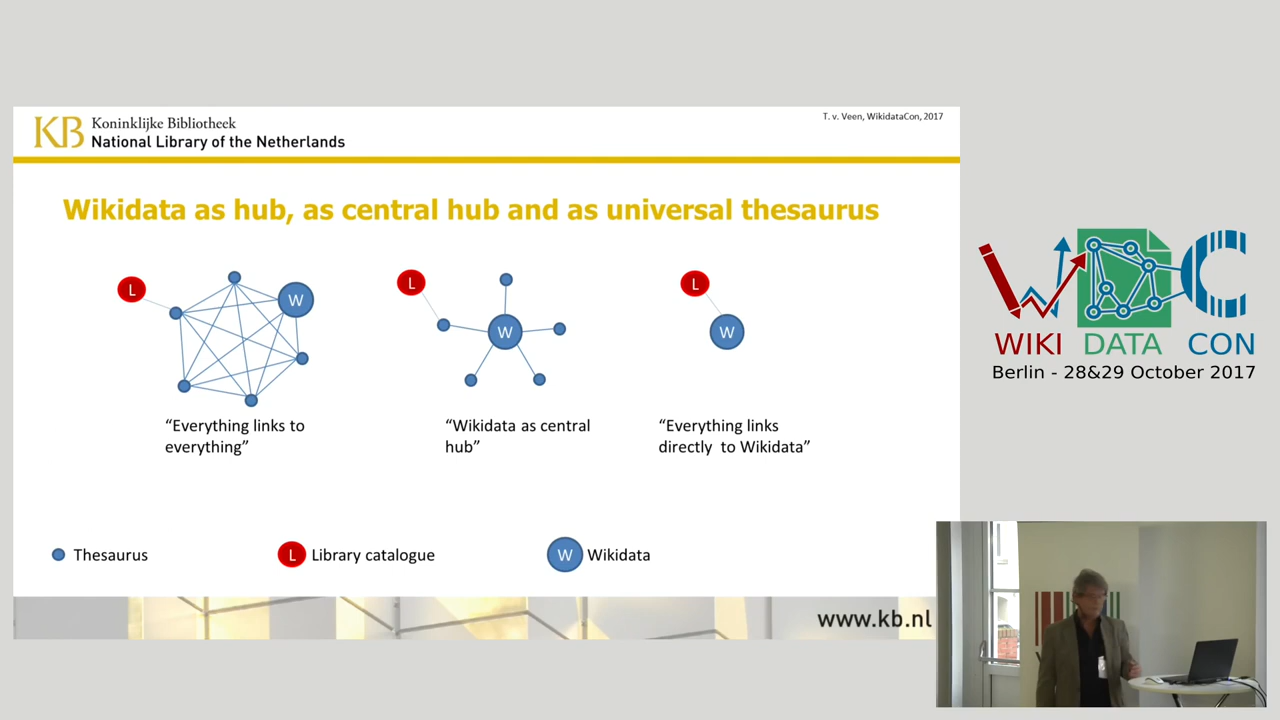 KB
Koninklijke Bibliotheek
National Library of the Netherlands
T. v. Veen, WikidataCon, 2017
Wikidata as hub, as central hub and as universal thesaurus
L
W
L
W
L
W
“Everything links to
everything”
“Wikidata as central
hub”
“Everything links
directly to Wikidata”
Thesaurus
L Library catalogue
W Wikidata
www.kb.nl
WIKI DATA CON
Berlin - 28&29 October 2017